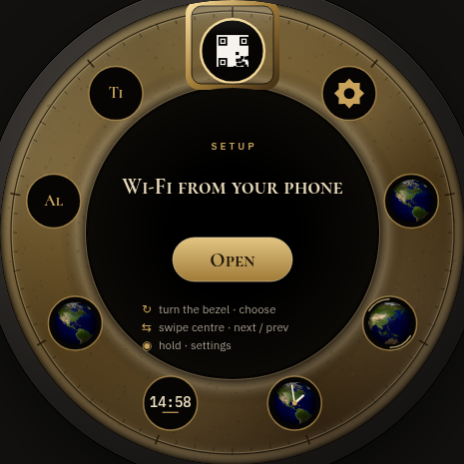 Ti
Al
SETUP
Wi-Fi from your phone
Open
↻ turn the bezel · choose
⇆ swipe centre · next / prev
◉ hold · settings
14:58